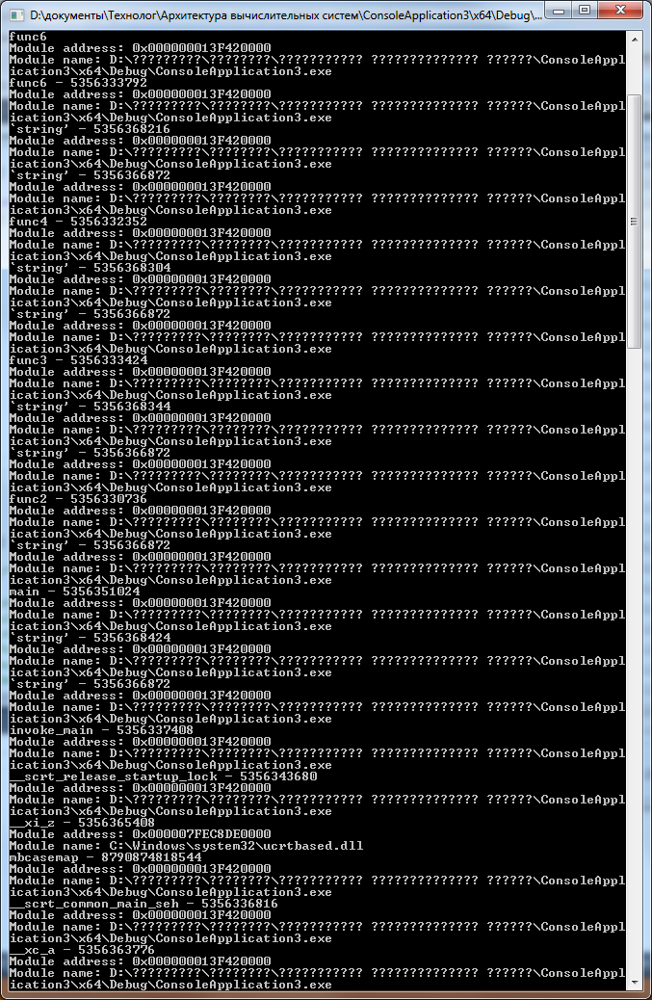 D:\документы\Технолог\Архитектура вычислительных систем\ConsoleApplication3\x64\Debug\...
func6
Module address: 0x000000013F420000
Module name: D:\?????????\????????\??????????? ?????????????? ??????\ConsoleAppl
ication3\x64\Debug\ConsoleApplication3.exe
func6 - 5356333792
Module address: 0x000000013F420000
Module name: D:\?????????\????????\??????????? ?????????????? ??????\ConsoleAppl
ication3\x64\Debug\ConsoleApplication3.exe
`string' - 5356368216
Module address: 0x000000013F420000
Module name: D:\?????????\????????\??????????? ?????????????? ??????\ConsoleAppl
ication3\x64\Debug\ConsoleApplication3.exe
`string' - 5356366872
Module address: 0x000000013F420000
Module name: D:\?????????\????????\??????????? ?????????????? ??????\ConsoleAppl
ication3\x64\Debug\ConsoleApplication3.exe
func4 - 5356332352
Module address: 0x000000013F420000
Module name: D:\?????????\????????\??????????? ?????????????? ??????\ConsoleAppl
ication3\x64\Debug\ConsoleApplication3.exe
`string' - 5356368304
Module address: 0x000000013F420000
Module name: D:\?????????\????????\??????????? ?????????????? ??????\ConsoleAppl
ication3\x64\Debug\ConsoleApplication3.exe
`string' - 5356366872
Module address: 0x000000013F420000
Module name: D:\?????????\????????\??????????? ?????????????? ??????\ConsoleAppl
ication3\x64\Debug\ConsoleApplication3.exe
func3 - 5356333424
Module address: 0x000000013F420000
Module name: D:\?????????\????????\??????????? ?????????????? ??????\ConsoleAppl
ication3\x64\Debug\ConsoleApplication3.exe
`string' - 5356368344
Module address: 0x000000013F420000
Module name: D:\?????????\????????\??????????? ?????????????? ??????\ConsoleAppl
ication3\x64\Debug\ConsoleApplication3.exe
`string' - 5356366872
Module address: 0x000000013F420000
Module name: D:\?????????\????????\??????????? ?????????????? ??????\ConsoleAppl
ication3\x64\Debug\ConsoleApplication3.exe
func2 - 5356330736
Module address: 0x000000013F420000
Module name: D:\?????????\????????\??????????? ?????????????? ??????\ConsoleAppl
ication3\x64\Debug\ConsoleApplication3.exe
`string' - 5356366872
Module address: 0x000000013F420000
Module name: D:\?????????\????????\??????????? ?????????????? ??????\ConsoleAppl
ication3\x64\Debug\ConsoleApplication3.exe
main - 5356351024
Module address: 0x000000013F420000
Module name: D:\?????????\????????\??????????? ?????????????? ??????\ConsoleAppl
ication3\x64\Debug\ConsoleApplication3.exe
`string' - 5356368424
Module address: 0x000000013F420000
Module name: D:\?????????\????????\??????????? ?????????????? ??????\ConsoleAppl
ication3\x64\Debug\ConsoleApplication3.exe
`string' - 5356366872
Module address: 0x000000013F420000
Module name: D:\?????????\????????\??????????? ?????????????? ??????\ConsoleAppl
ication3\x64\Debug\ConsoleApplication3.exe
invoke_main - 5356337408
Module address: 0x000000013F420000
Module name: D:\?????????\????????\??????????? ?????????????? ??????\ConsoleAppl
ication3\x64\Debug\ConsoleApplication3.exe
__scrt_release_startup_lock - 5356343680
Module address: 0x000000013F420000
Module name: D:\?????????\????????\??????????? ?????????????? ??????\ConsoleAppl
ication3\x64\Debug\ConsoleApplication3.exe
__xi_z - 5356365408
Module address: 0x000007FEC8DE0000
Module name: C:\Windows\system32\ucrtbased.dll
mbcasemap - 8790874818544
Module address: 0x000000013F420000
Module name: D:\?????????\????????\??????????? ?????????????? ??????\ConsoleAppl
ication3\x64\Debug\ConsoleApplication3.exe
__scrt_common_main_seh - 5356336816
Module address: 0x000000013F420000
Module name: D:\?????????\????????\??????????? ?????????????? ??????\ConsoleAppl
ication3\x64\Debug\ConsoleApplication3.exe
__xc_a - 5356363776
Module address: 0x000000013F420000
Module name: D:\?????????\????????\??????????? ?????????????? ??????\ConsoleAppl
ication3\x64\Debug\ConsoleApplication3.exe